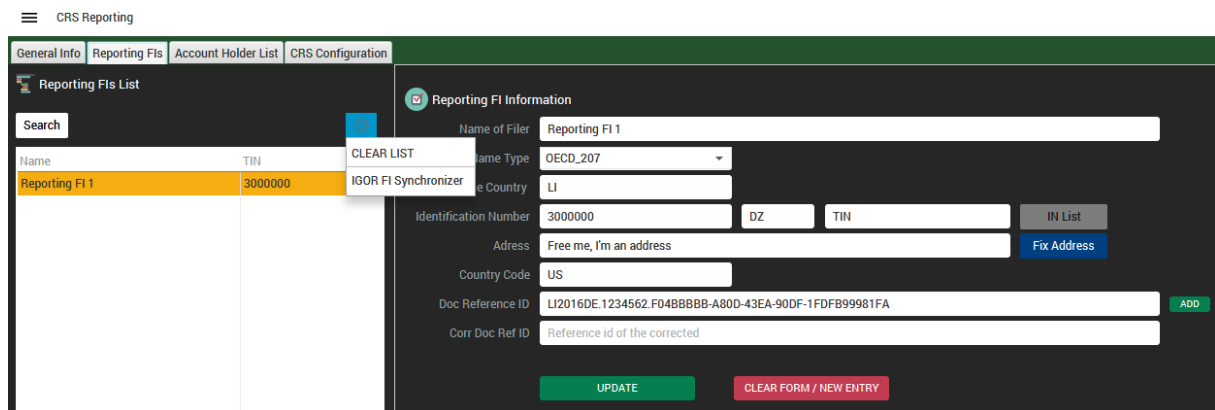 CRS Reporting
General Info Reporting FIs Account Holder List CRS Configuration
Reporting FIs List
Search
CLEAR LIST
IGOR FI Synchronizer
Name TIN
Reporting FI 1 3000000
Reporting FI Information
Name of Filer Reporting FI 1
Name Type OECD_207
e Country LI
Identification Number 3000000 DZ TIN IN List
Adress Free me, I'm an address Fix Address
Country Code US
Doc Reference ID LI2016DE.1234562.F04BBBBB-A80D-43EA-90DF-1FDFB99981FA ADD
Corr Doc Ref ID Reference id of the corrected
UPDATE CLEAR FORM / NEW ENTRY